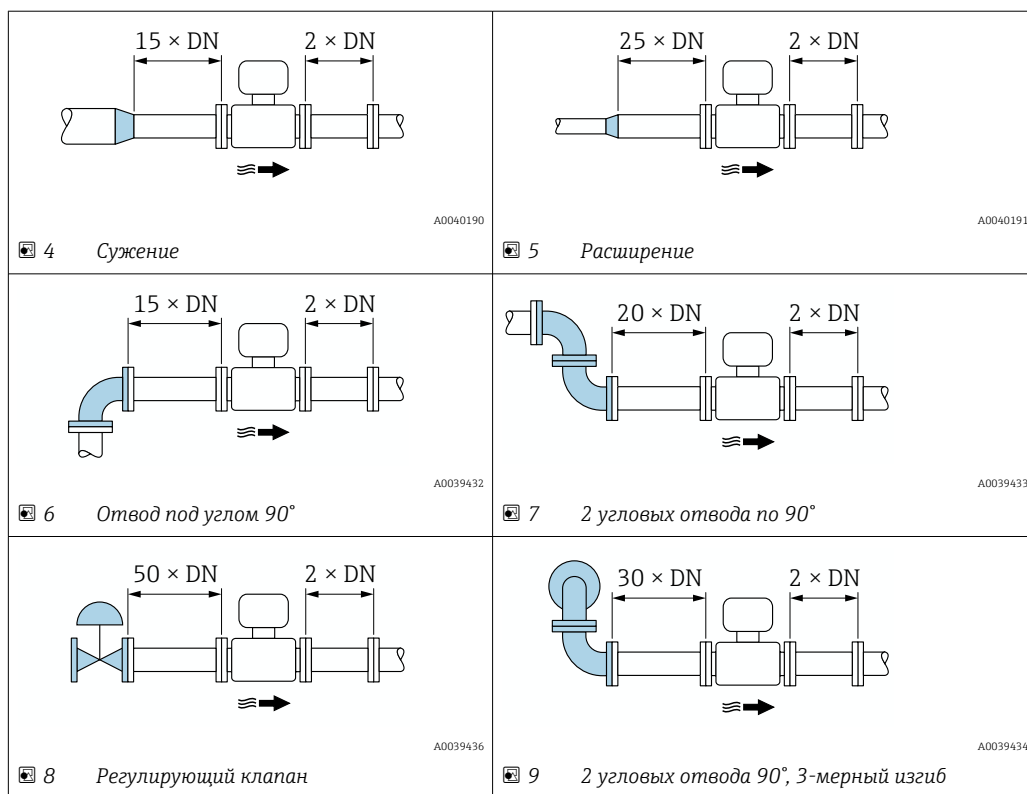 15 × DN 2 × DN
A0040190
4 Сужение
25 × DN 2 × DN
A0040191
5 Расширение
15 × DN 2 × DN
A0039432
6 Отвод под углом 90°
20 × DN 2 × DN
A0039433
7 2 угловых отвода по 90°
50 × DN 2 × DN
A0039436
8 Регулирующий клапан
30 × DN 2 × DN
A0039434
9 2 угловых отвода 90°, 3-мерный изгиб